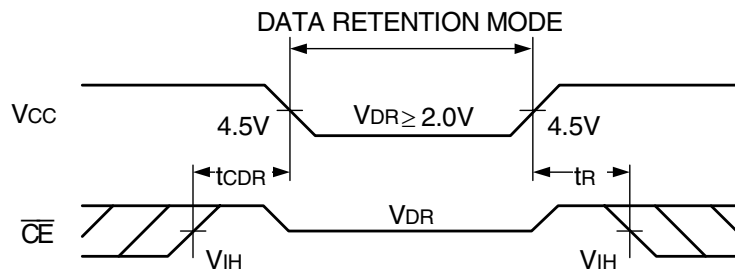 DATA RETENTION MODE
VCC
4.5V
VDR ≥ 2.0V
4.5V
tCDR
tR
CE
VDR
VIH
VIH